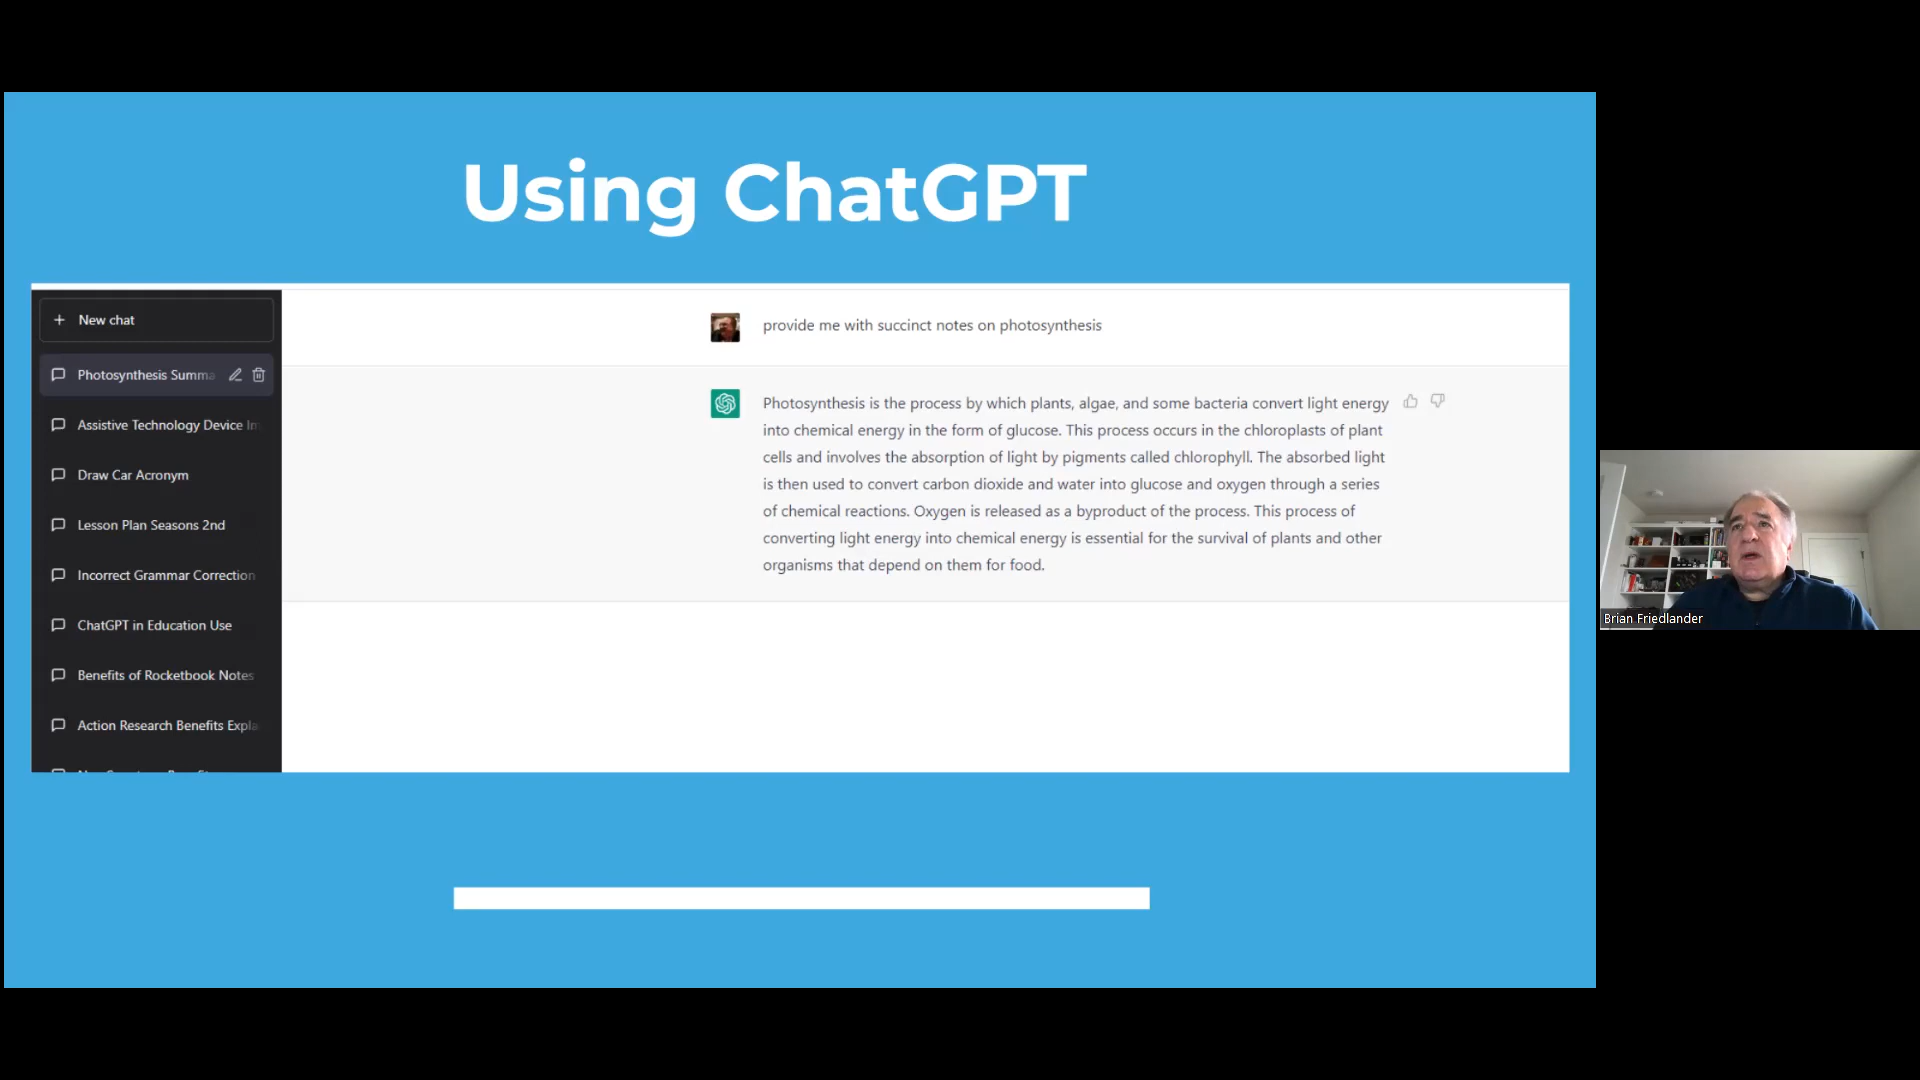 Using ChatGPT
New chat
Photosynthesis Summa
Assistive Technology Device Im
Draw Car Acronym
Lesson Plan Seasons 2nd
Incorrect Grammar Correction
ChatGPT in Education Use
Benefits of Rocketbook Notes
Action Research Benefits Expla
provide me with succinct notes on photosynthesis
Photosynthesis is the process by which plants, algae, and some bacteria convert light energy
into chemical energy in the form of glucose. This process occurs in the chloroplasts of plant
cells and involves the absorption of light by pigments called chlorophyll. The absorbed light
is then used to convert carbon dioxide and water into glucose and oxygen through a series
of chemical reactions. Oxygen is released as a byproduct of the process. This process of
converting light energy into chemical energy is essential for the survival of plants and other
organisms that depend on them for food.
Brian Friedlander